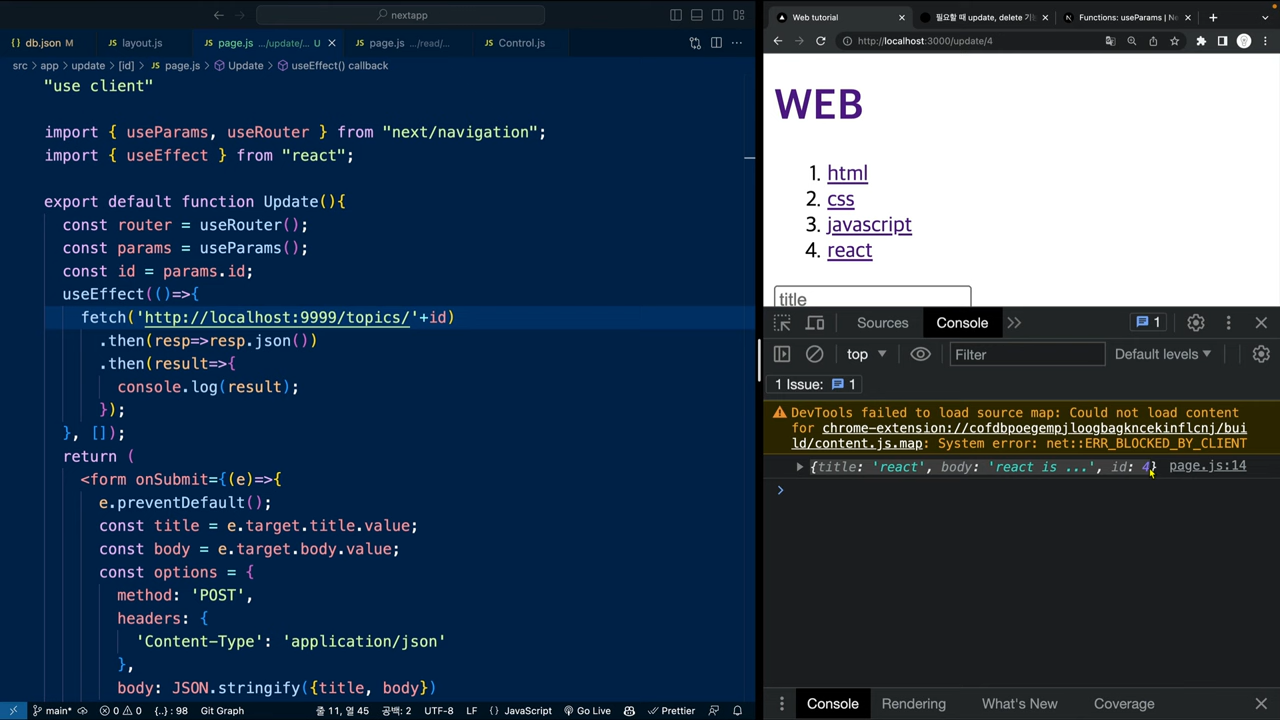 nextapp
db.json M
layout.js
page.js .../update/... U
page.js .../read/...
Control.js
src > app > update > [id] > page.js > Update > useEffect() callback
"use client"
import { useParams, useRouter } from "next/navigation";
import { useEffect } from "react";
export default function Update(){
const router = useRouter();
const params = useParams();
const id = params.id;
useEffect(()=>{
fetch('http://localhost:9999/topics/'+id)
.then(resp=>resp.json())
.then(result=>{
console.log(result);
});
}, []);
return (
<form onSubmit={(e)=>{
e.preventDefault();
const title = e.target.title.value;
const body = e.target.body.value;
const options = {
method: 'POST',
headers: {
'Content-Type': 'application/json'
},
body: JSON.stringify({title, body})
main*
0 0
{..} : 98
Git Graph
줄 11, 열 45
공백: 2
UTF-8
LF
{} JavaScript
Go Live
Prettier
Web tutorial
필요할 때 update, delete 기
Functions: useParams | N
http://localhost:3000/update/4
WEB
1. html
2. css
3. javascript
4. react
title
Sources
Console
1
top
Filter
Default levels
1 Issue: 1
DevTools failed to load source map: Could not load content
for chrome-extension://cofdbpoegempjloogbagkncekinflcnj/bui
ld/content.js.map: System error: net::ERR_BLOCKED_BY_CLIENT
{title: 'react', body: 'react is ...', id: 4}
page.js:14
Console
Rendering
What's New
Coverage